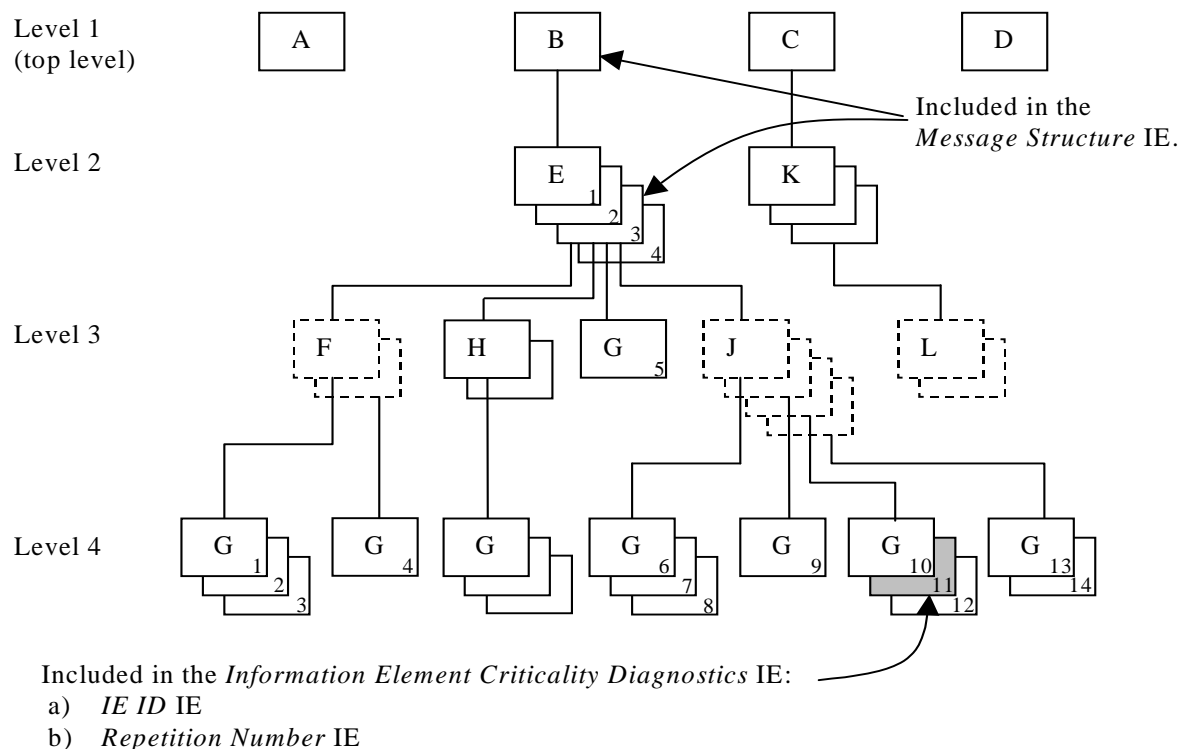 Level 1
(top level)
A
B
C
D
Included in the
Message Structure IE.
Level 2
E
1
2
3
4
K
Level 3
F
H
G
5
J
L
Level 4
G
1
2
3
G
4
G
G
6
7
8
G
9
G
10
11
12
G
13
14
Included in the Information Element Criticality Diagnostics IE:
a) IE ID IE
b) Repetition Number IE